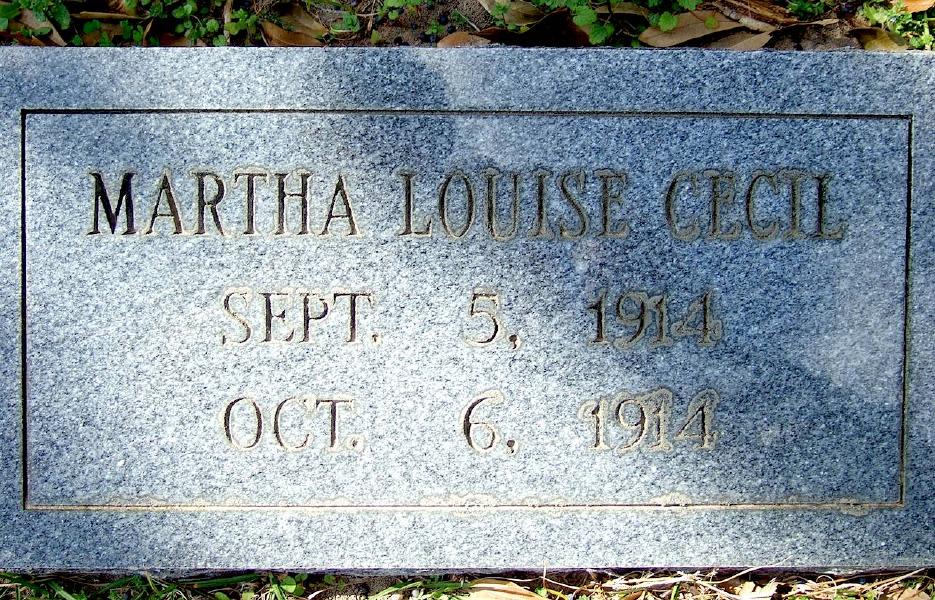 MARTHA LOUISE CECIL
SEPT. 5, 1914
OCT. 6, 1914